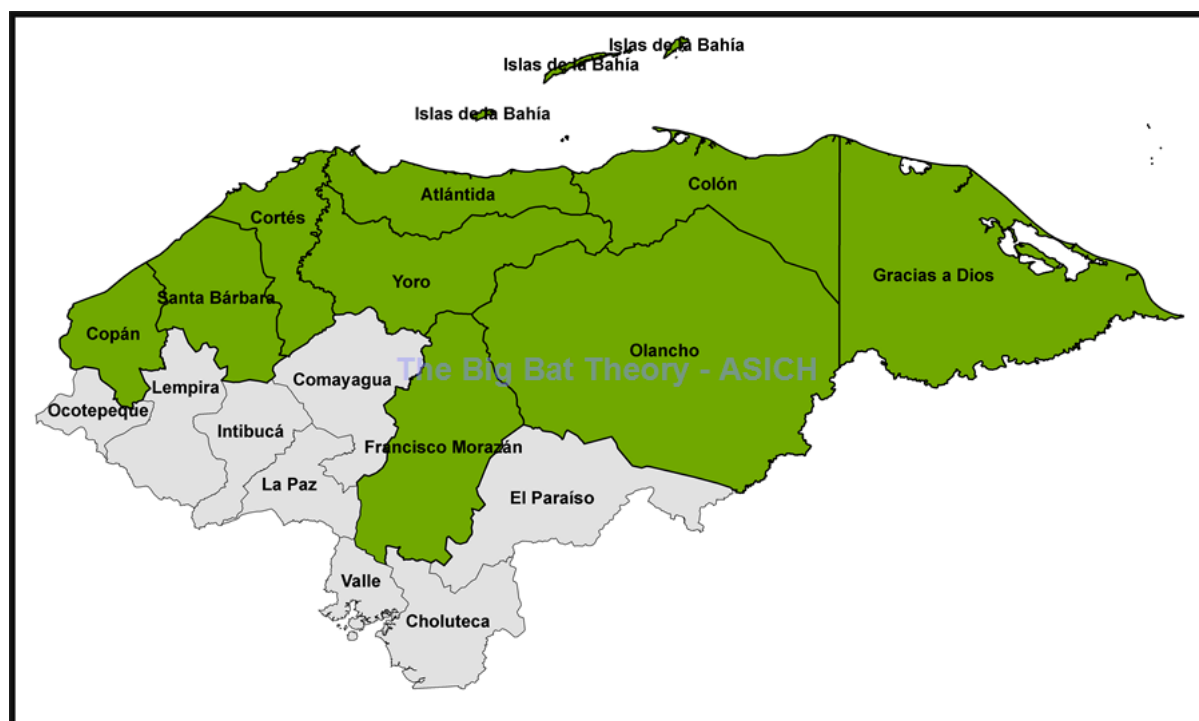 Islas de la Bahía
Islas de la Bahía
Islas de la Bahía
Colón
Atlántida
Cortés
Gracias a Dios
Yoro
Santa Bárbara
Copán
Olancho
The Big Bat Theory - ASICH
Comayagua
Lempira
Ocotepeque
Intibucá
Francisco Morazán
La Paz
El Paraíso
Valle
Choluteca